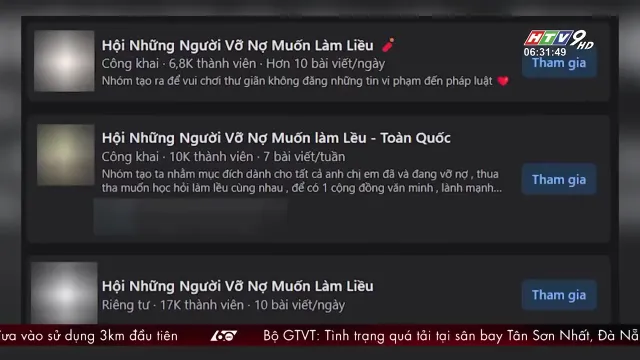 HTV9 HD
06:31:49
Hội Những Người Vỡ Nợ Muốn Làm Liều 🧨
Công khai · 6,8K thành viên · Hơn 10 bài viết/ngày
Nhóm tạo ra để vui chơi thư giãn không đăng những tin vi phạm đến pháp luật ❤️
Tham gia
Hội Những Người Vỡ Nợ Muốn làm Lều - Toàn Quốc
Công khai · 10K thành viên · 7 bài viết/tuần
Nhóm tạo ta nhằm mục đích dành cho tất cả anh chị em đã và đang vỡ nợ , thua
tha muốn học hỏi làm lều cùng nhau , để có 1 cộng đồng văn minh , lành mạnh...
Tham gia
Hội Những Người Vỡ Nợ Muốn Làm Liều
Riêng tư · 17K thành viên · 10 bài viết/ngày
Tham gia
vào sử dụng 3km đầu tiên 60 Bộ GTVT: Tình trạng quá tải tại sân bay Tân Sơn Nhất, Đà